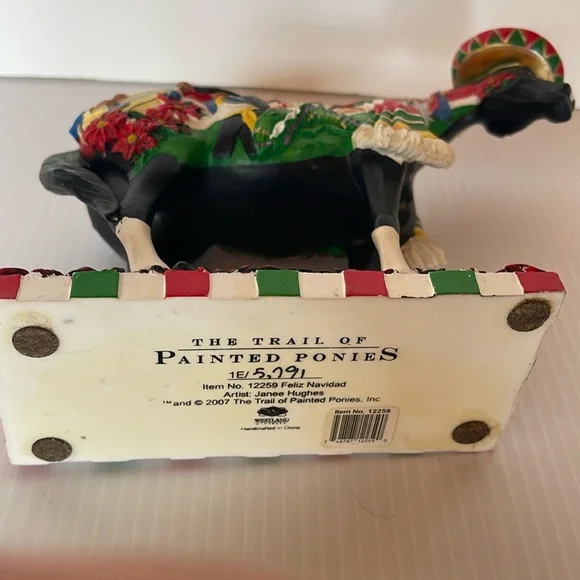 THE TRAIL OF
PAINTED PONIES
1E/5,791
Item No. 12259 Feliz Navidad
Artist: Janee Hughes
™ and © 2007 The Trail of Painted Ponies, Inc
WESTLAND
Handcrafted in China
Item No. 12259